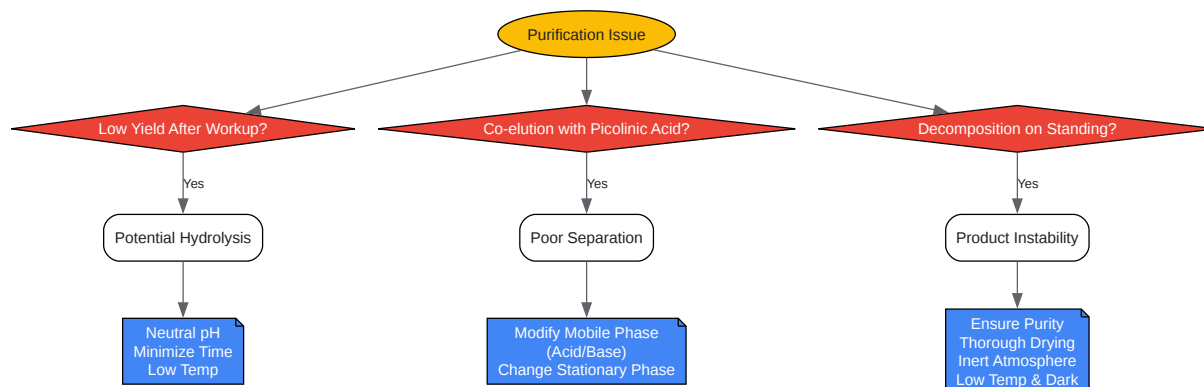 Purification Issue
Low Yield After Workup?
Co-elution with Picolinic Acid?
Decomposition on Standing?
Yes
Yes
Yes
Potential Hydrolysis
Poor Separation
Product Instability
Neutral pH
Minimize Time
Low Temp
Modify Mobile Phase
(Acid/Base)
Change Stationary Phase
Ensure Purity
Thorough Drying
Inert Atmosphere
Low Temp & Dark